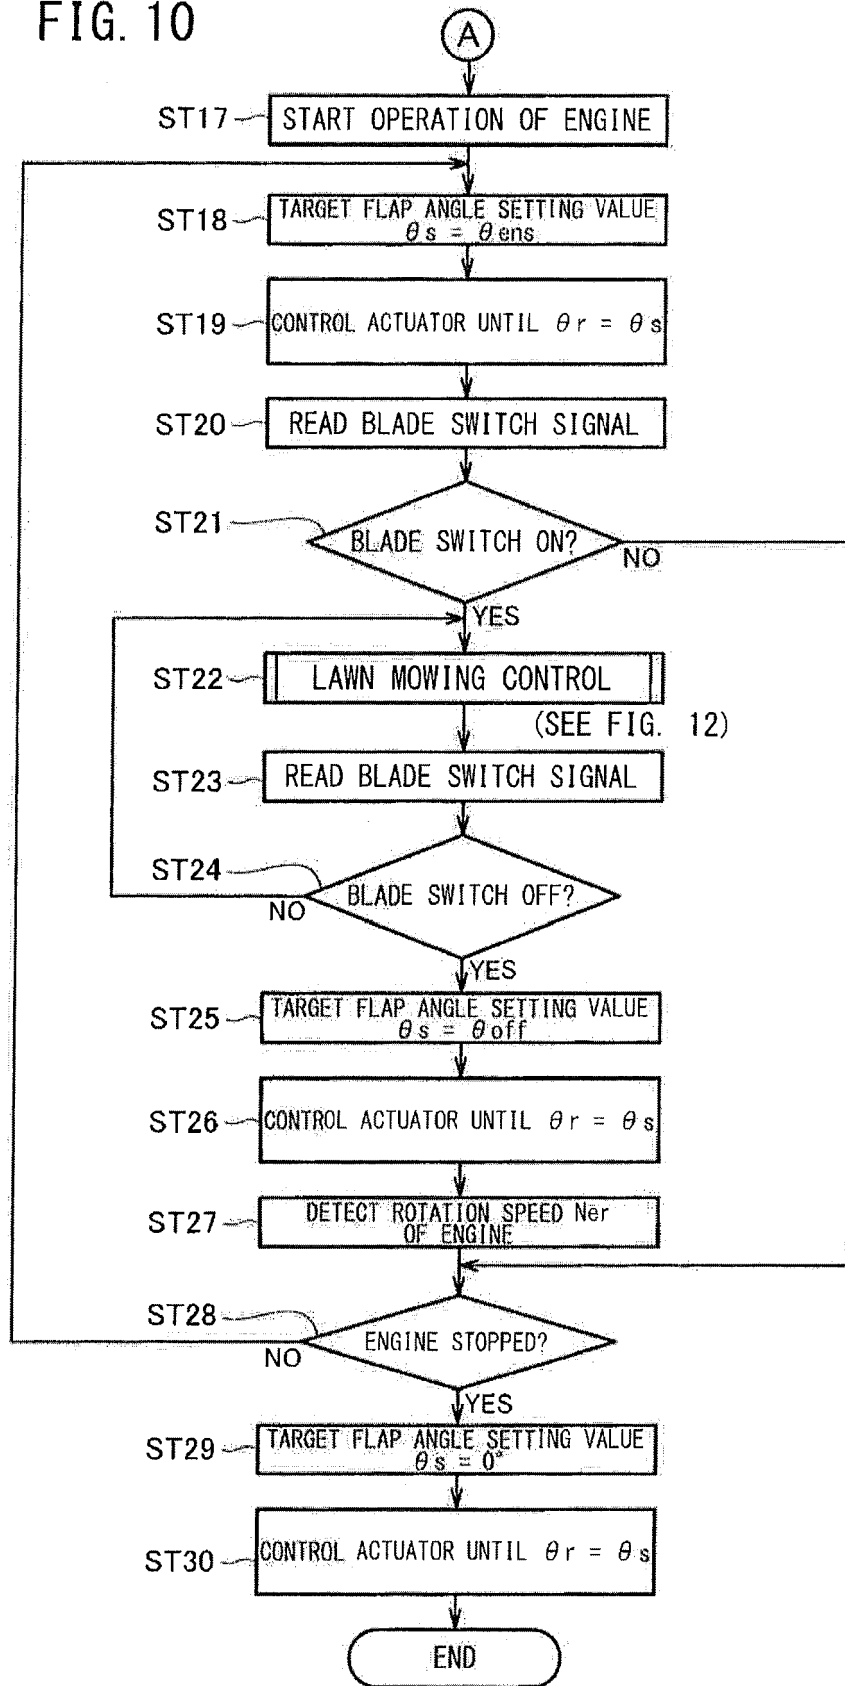 FIG. 10
A
ST17
START OPERATION OF ENGINE
ST18
TARGET FLAP ANGLE SETTING VALUE
θs = θens
ST19
CONTROL ACTUATOR UNTIL θr = θs
ST20
READ BLADE SWITCH SIGNAL
ST21
BLADE SWITCH ON?
NO
YES
ST22
LAWN MOWING CONTROL
(SEE FIG. 12)
ST23
READ BLADE SWITCH SIGNAL
ST24
BLADE SWITCH OFF?
NO
YES
ST25
TARGET FLAP ANGLE SETTING VALUE
θs = θoff
ST26
CONTROL ACTUATOR UNTIL θr = θs
ST27
DETECT ROTATION SPEED Ner
OF ENGINE
ST28
ENGINE STOPPED?
NO
YES
ST29
TARGET FLAP ANGLE SETTING VALUE
θs = 0°
ST30
CONTROL ACTUATOR UNTIL θr = θs
END